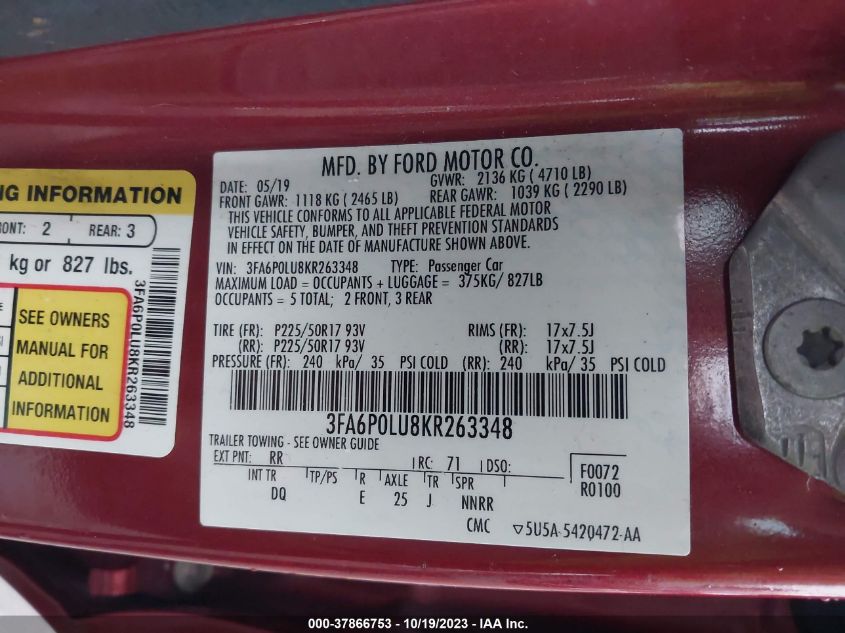 NG INFORMATION
ONT: 2 REAR: 3
kg or 827 lbs.
SEE OWNERS
MANUAL FOR
ADDITIONAL
INFORMATION
3FA6P0LU8KR263348
MFD. BY FORD MOTOR CO.
DATE: 05/19 GVWR: 2136 KG ( 4710 LB)
FRONT GAWR: 1118 KG ( 2465 LB) REAR GAWR: 1039 KG ( 2290 LB)
THIS VEHICLE CONFORMS TO ALL APPLICABLE FEDERAL MOTOR
VEHICLE SAFETY, BUMPER, AND THEFT PREVENTION STANDARDS
IN EFFECT ON THE DATE OF MANUFACTURE SHOWN ABOVE.
VIN: 3FA6P0LU8KR263348 TYPE: Passenger Car
MAXIMUM LOAD = OCCUPANTS + LUGGAGE = 375KG/ 827LB
OCCUPANTS = 5 TOTAL; 2 FRONT, 3 REAR
TIRE (FR): P225/50R17 93V RIMS (FR): 17x7.5J
(RR): P225/50R17 93V (RR): 17x7.5J
PRESSURE (FR): 240 kPa/ 35 PSI COLD (RR): 240 kPa/ 35 PSI COLD
3FA6P0LU8KR263348
TRAILER TOWING - SEE OWNER GUIDE
EXT PNT: RR RC: 71 DSO: F0072
INT TR TP/PS R AXLE TR SPR R0100
DQ E 25 J NNRR
CMC ▽5U5A-5420472-AA
000-37866753 - 10/19/2023 - IAA Inc.